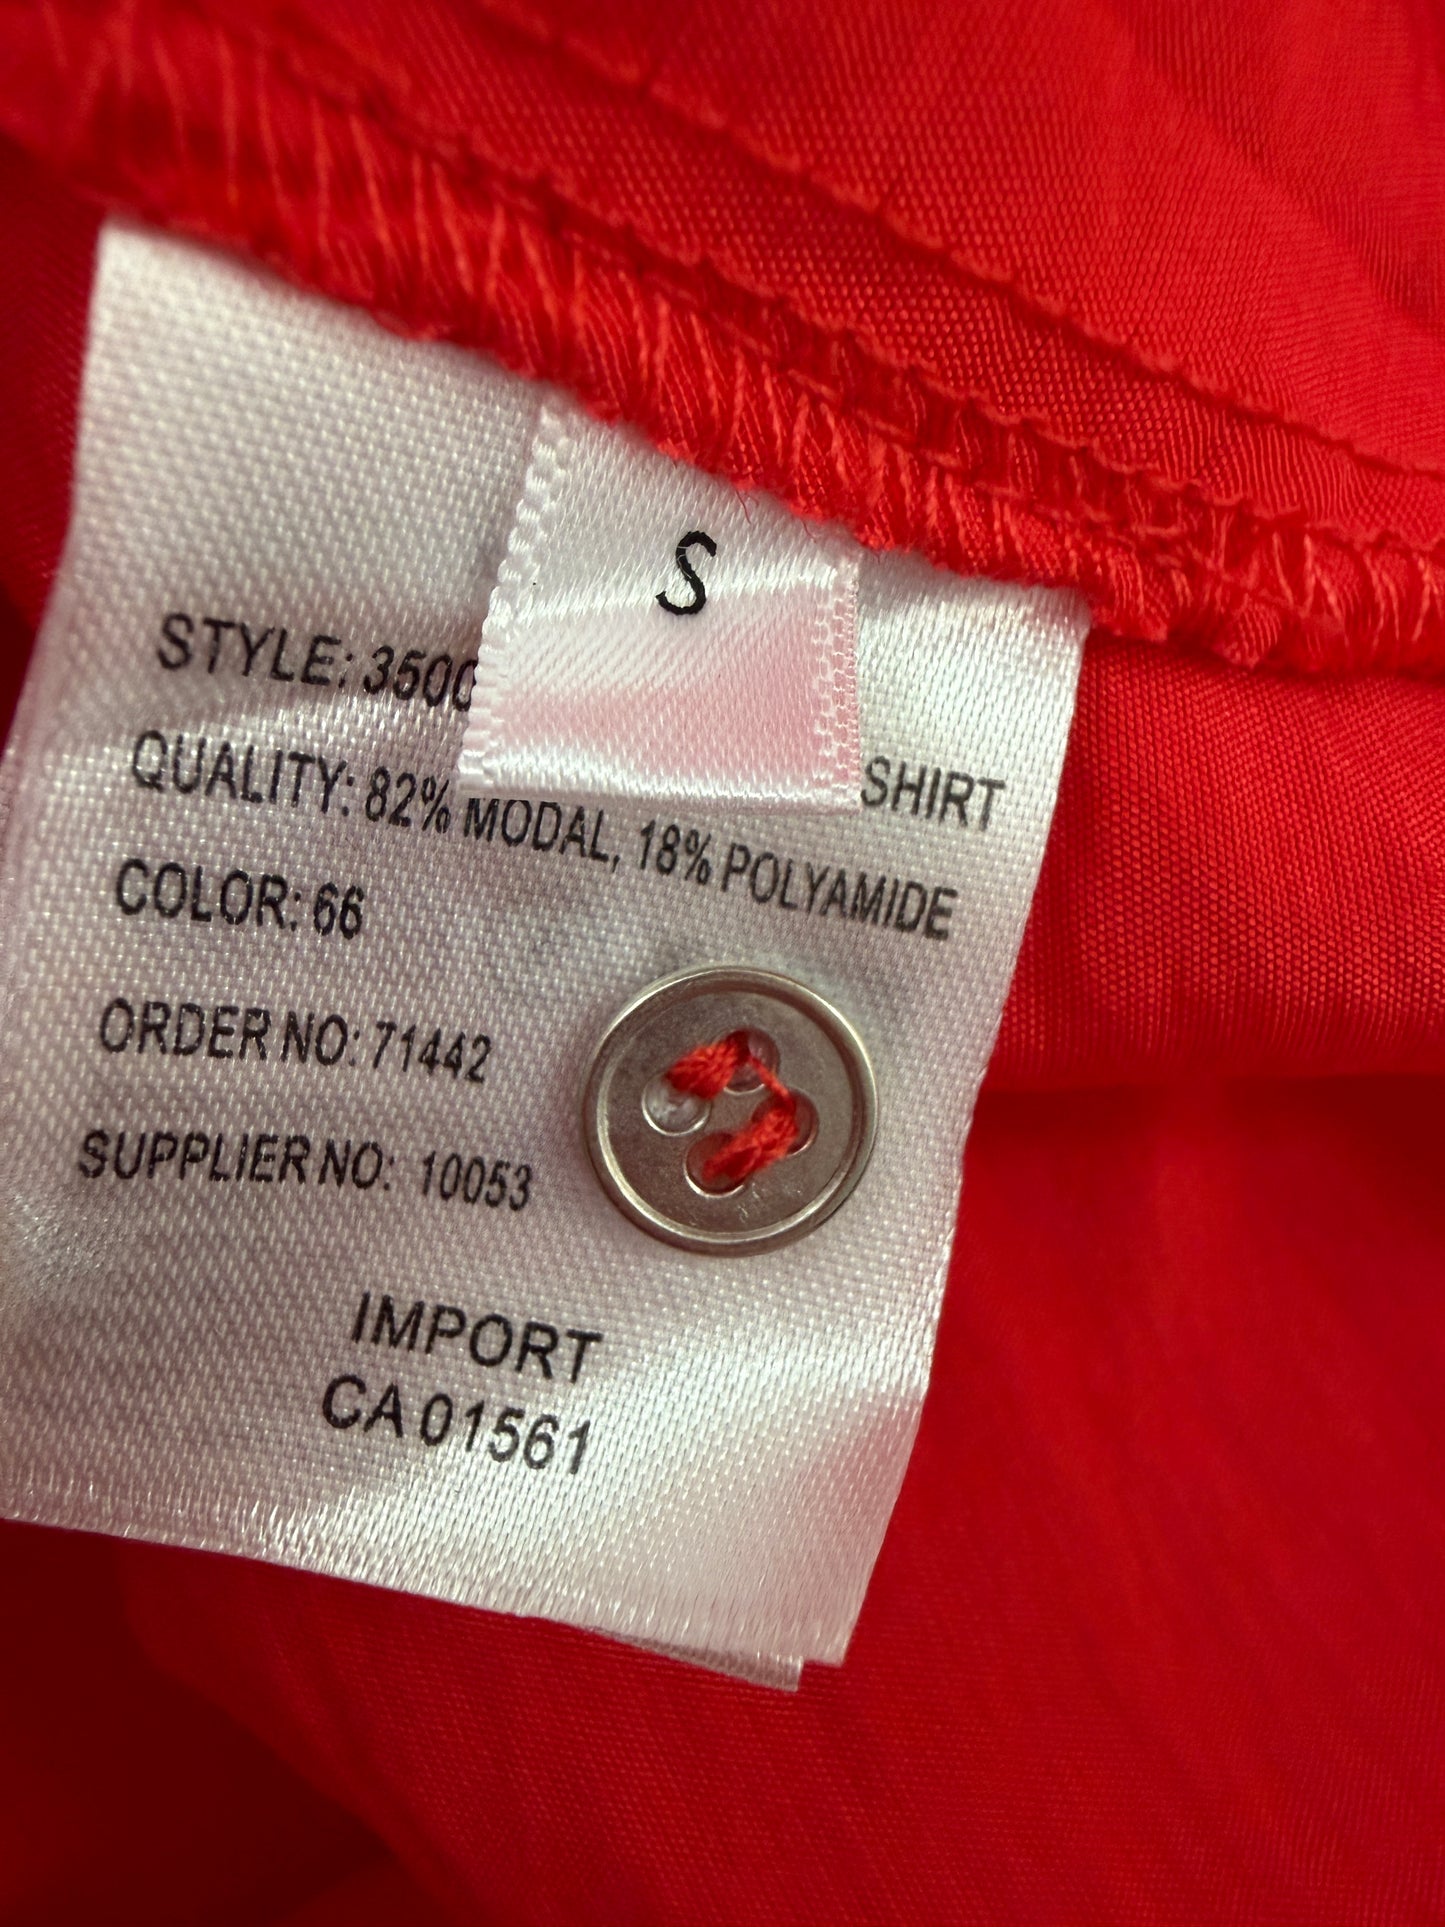 S
STYLE: 3500 SHIRT
QUALITY: 82% MODAL, 18% POLYAMIDE
COLOR: 66
ORDER NO: 71442
SUPPLIER NO: 10053
IMPORT
CA 01561